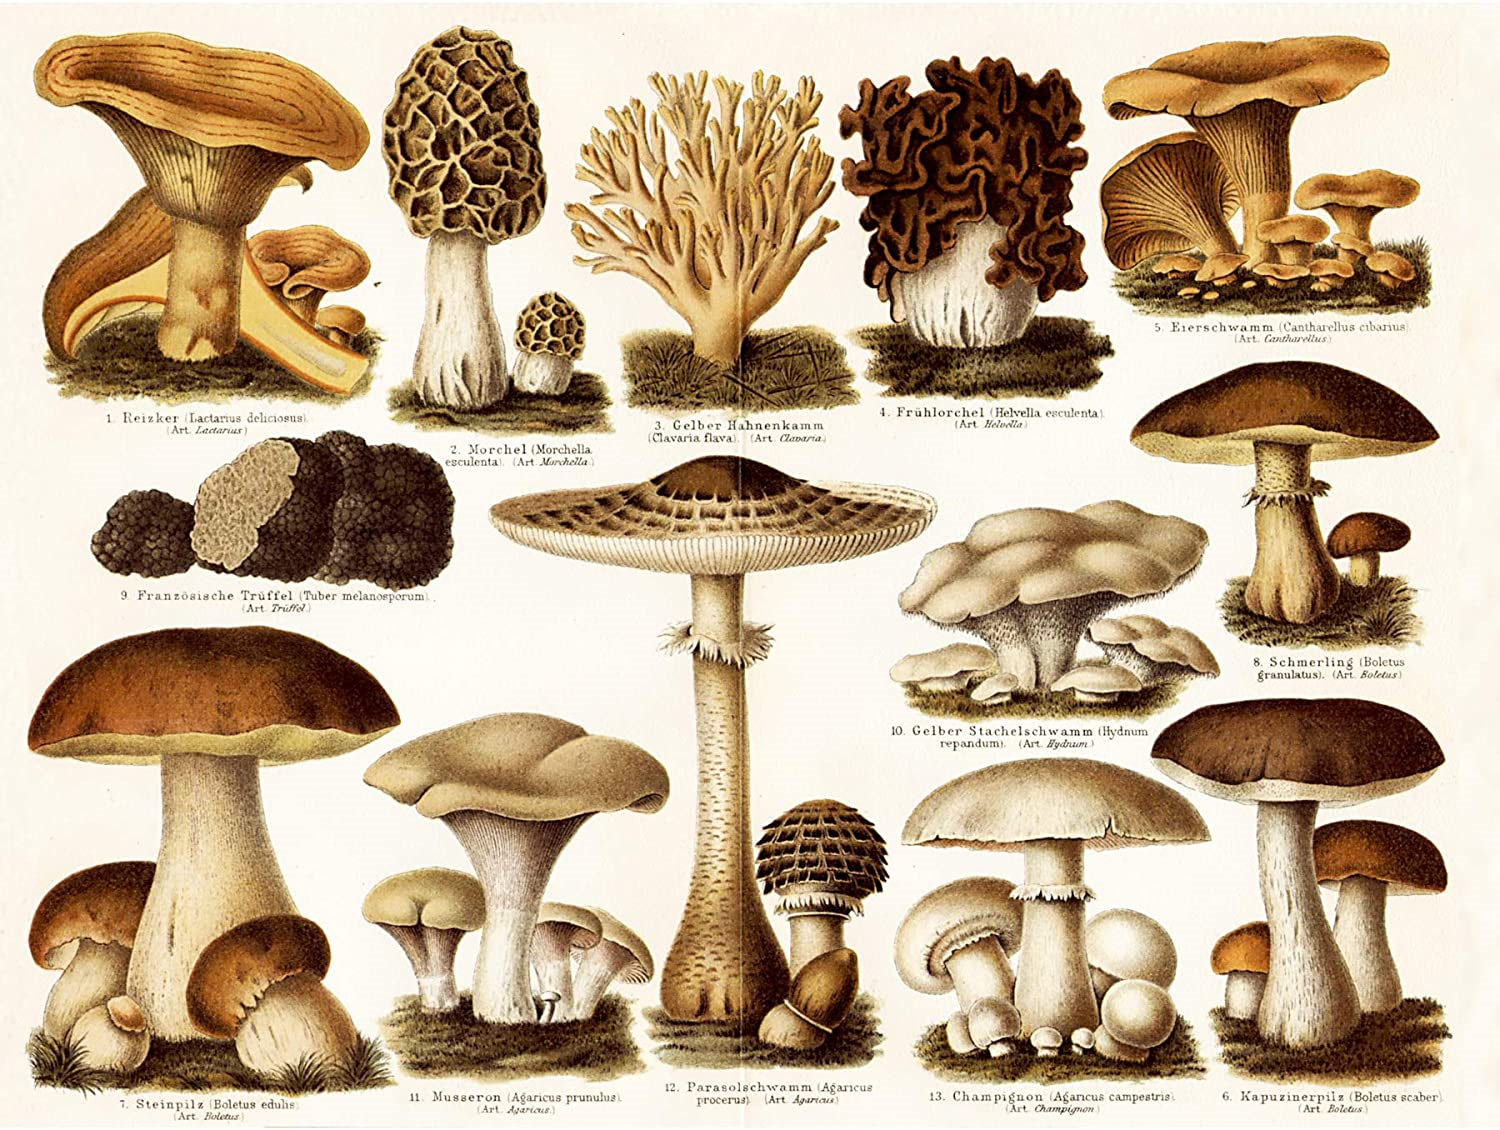 1. Reizker (Lactarius deliciosus).
(Art. Lactarius)
2. Morchel (Morchella
esculenta). (Art. Morchella.)
3. Gelber Hahnenkamm
(Clavaria flava). (Art. Clavaria.)
4. Frühlorchel (Helvella esculenta).
(Art. Helvella)
5. Eierschwamm (Cantharellus cibarius).
(Art. Cantharellus.)
9. Französische Trüffel (Tuber melanosporum).
(Art. Trüffel.)
8. Schmerling (Boletus
granulatus). (Art. Boletus.)
10. Gelber Stachelschwamm (Hydnum
repandum). (Art. Hydnum.)
7. Steinpilz (Boletus edulis).
(Art. Boletus.)
11. Musseron (Agaricus prunulus).
(Art. Agaricus.)
12. Parasolschwamm (Agaricus
procerus). (Art. Agaricus.)
13. Champignon (Agaricus campestris).
(Art. Champignon.)
6. Kapuzinerpilz (Boletus scaber).
(Art. Boletus.)